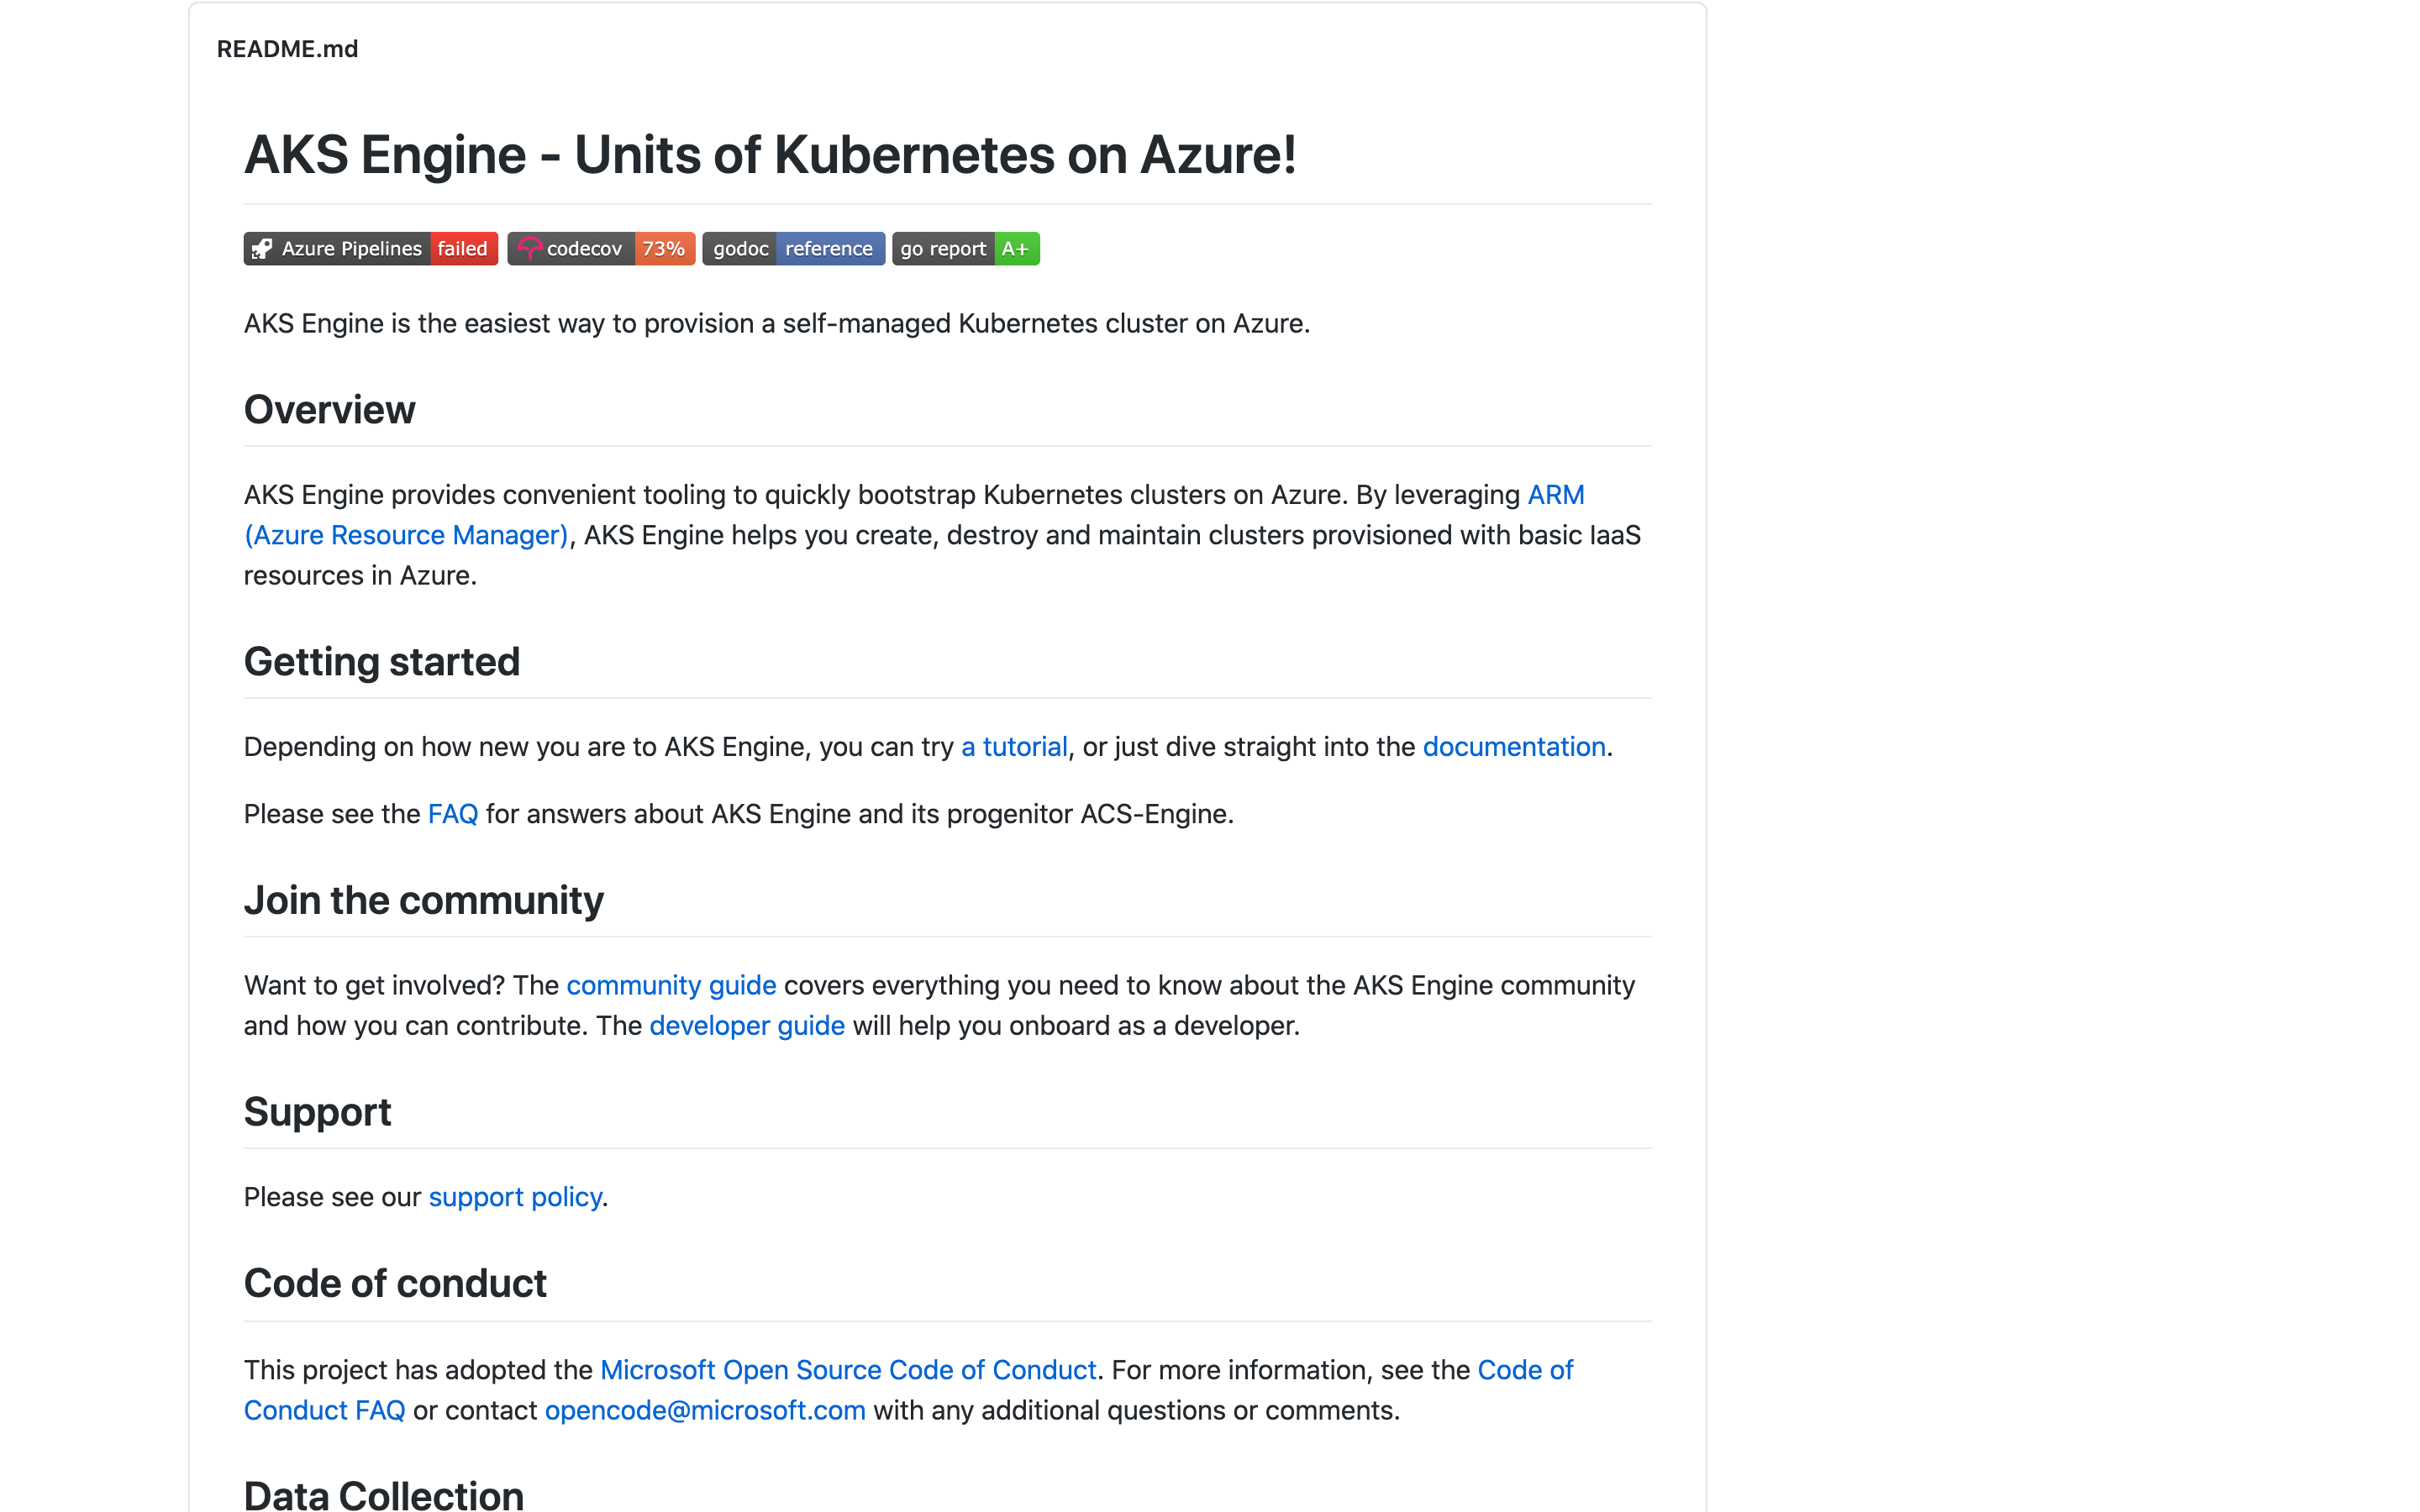 README.md
AKS Engine - Units of Kubernetes on Azure!
Azure Pipelines failed codecov 73% godoc reference go report A+
AKS Engine is the easiest way to provision a self-managed Kubernetes cluster on Azure.
Overview
AKS Engine provides convenient tooling to quickly bootstrap Kubernetes clusters on Azure. By leveraging ARM
(Azure Resource Manager), AKS Engine helps you create, destroy and maintain clusters provisioned with basic IaaS
resources in Azure.
Getting started
Depending on how new you are to AKS Engine, you can try a tutorial, or just dive straight into the documentation.
Please see the FAQ for answers about AKS Engine and its progenitor ACS-Engine.
Join the community
Want to get involved? The community guide covers everything you need to know about the AKS Engine community
and how you can contribute. The developer guide will help you onboard as a developer.
Support
Please see our support policy.
Code of conduct
This project has adopted the Microsoft Open Source Code of Conduct. For more information, see the Code of
Conduct FAQ or contact opencode@microsoft.com with any additional questions or comments.
Data Collection